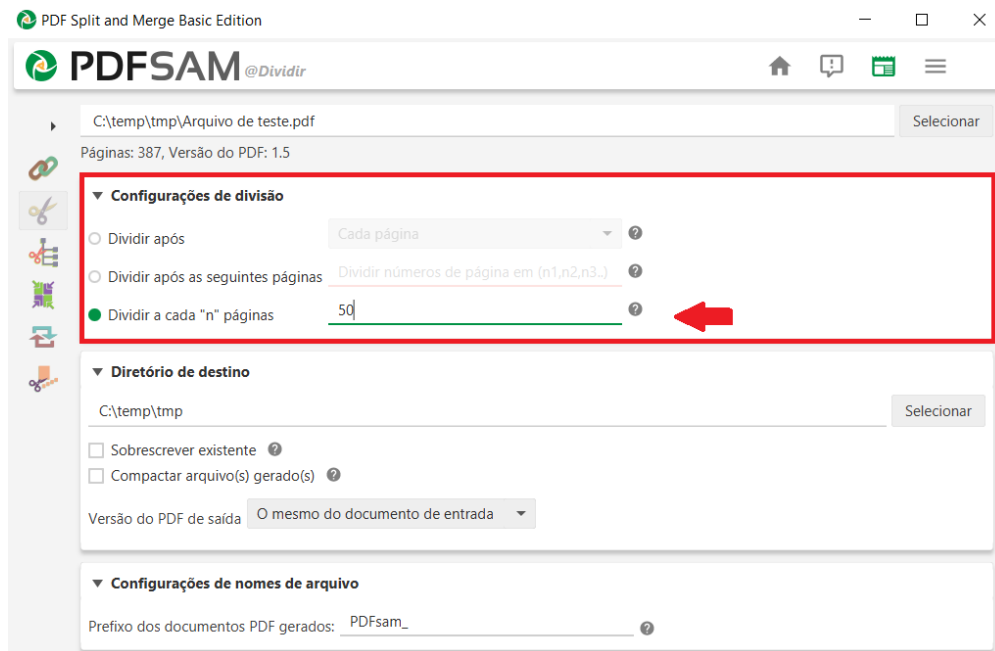 PDF Split and Merge Basic Edition
PDFSAM @Dividir
C:\temp\tmp\Arquivo de teste.pdf Selecionar
Páginas: 387, Versão do PDF: 1.5
Configurações de divisão
Dividir após Cada página
Dividir após as seguintes páginas Dividir números de página em (n1,n2,n3..)
Dividir a cada "n" páginas 50
Diretório de destino
C:\temp\tmp Selecionar
Sobrescrever existente
Compactar arquivo(s) gerado(s)
Versão do PDF de saída O mesmo do documento de entrada
Configurações de nomes de arquivo
Prefixo dos documentos PDF gerados: PDFsam_